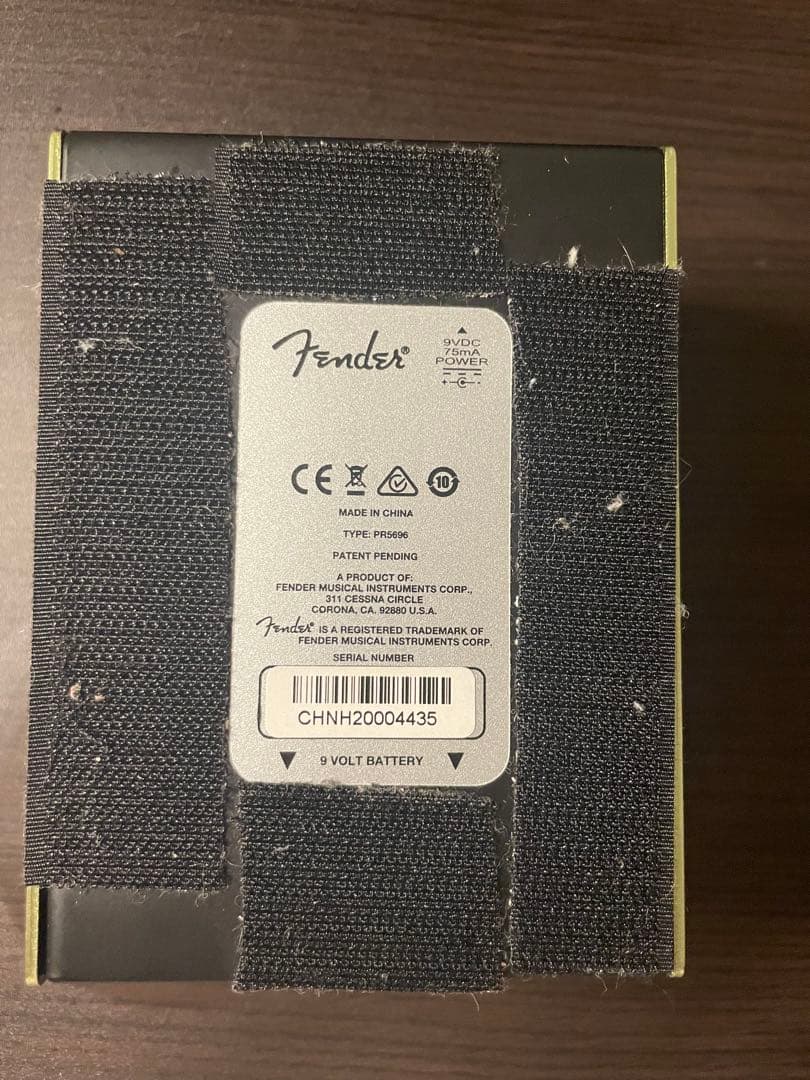 Fender®
9VDC
75mA
POWER
CE
10
MADE IN CHINA
TYPE: PR5696
PATENT PENDING
A PRODUCT OF:
FENDER MUSICAL INSTRUMENTS CORP.,
311 CESSNA CIRCLE
CORONA, CA. 92880 U.S.A.
Fender® IS A REGISTERED TRADEMARK OF
FENDER MUSICAL INSTRUMENTS CORP.
SERIAL NUMBER
CHNH20004435
9 VOLT BATTERY